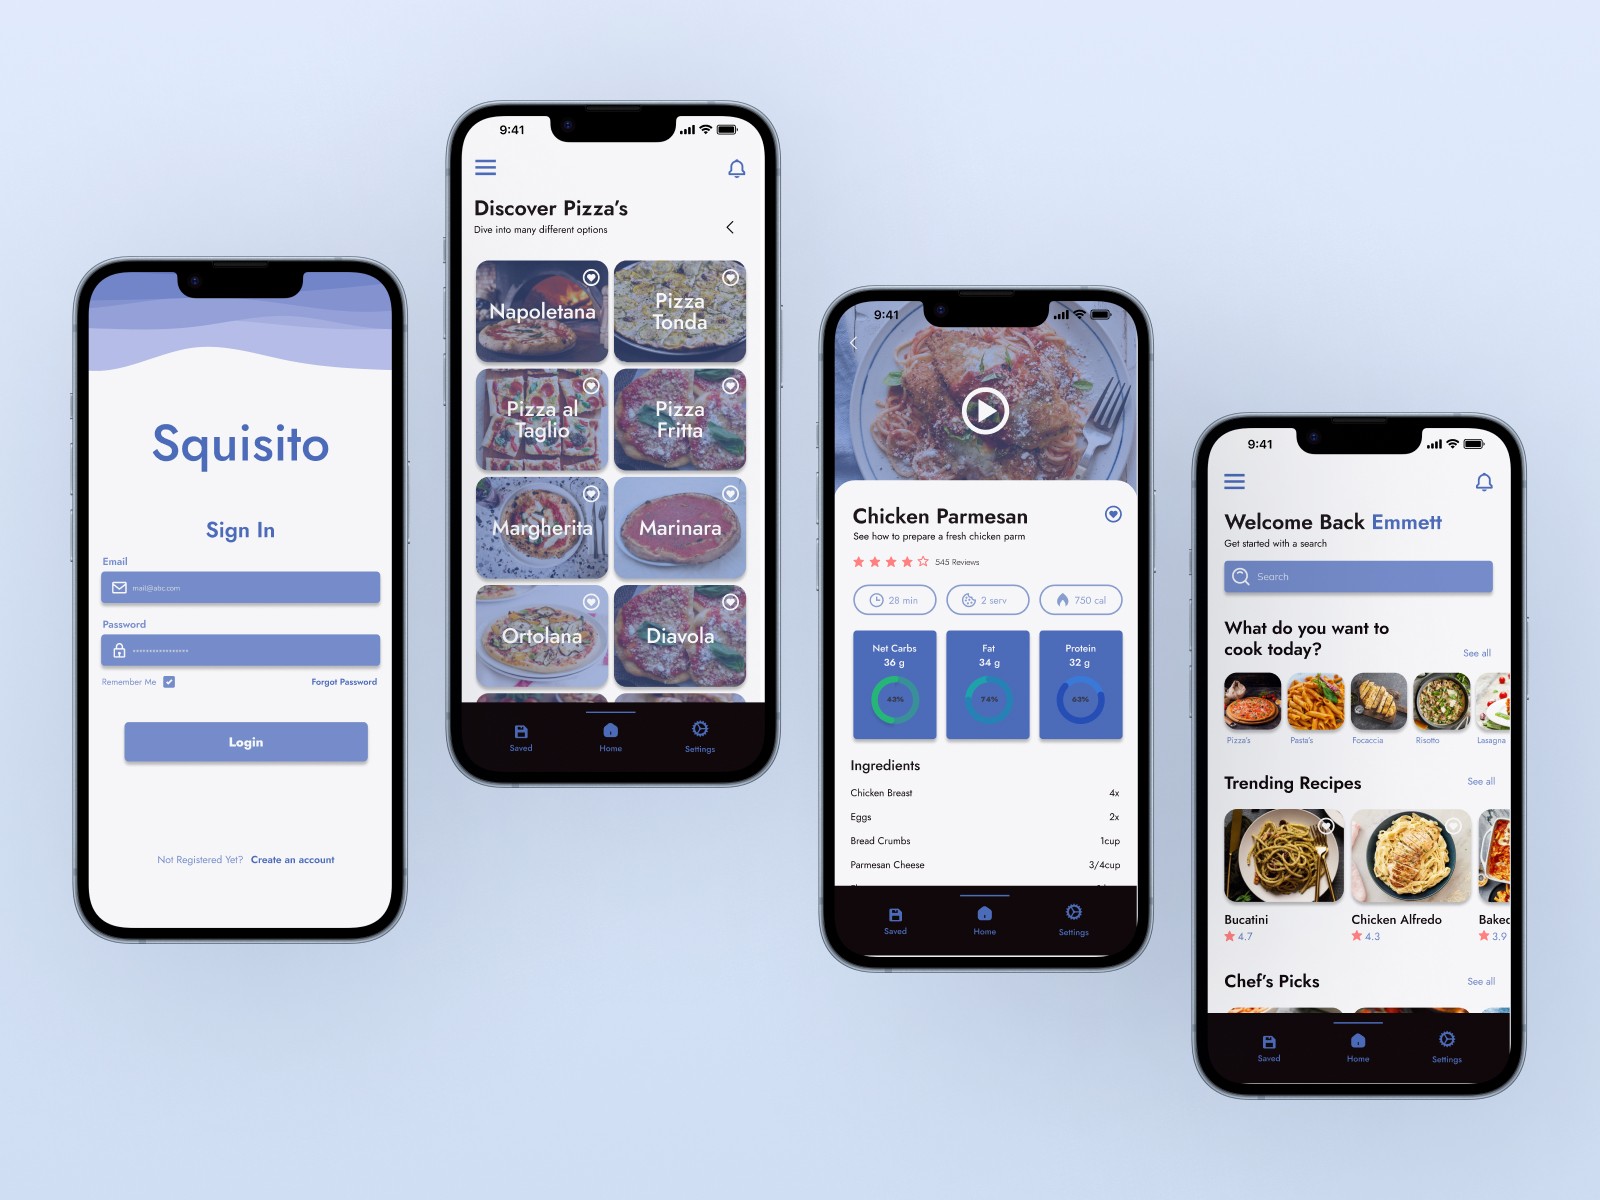 Squisito
Sign In
Email
mail@abc.com
Password
*****************
Remember Me
Forgot Password
Login
Not Registered Yet? Create an account
9:41
Discover Pizza's
Dive into many different options
Napoletana
Pizza
Tonda
Pizza al
Taglio
Pizza
Fritta
Margherita
Marinara
Ortolana
Diavola
Saved
Home
Settings
9:41
Chicken Parmesan
See how to prepare a fresh chicken parm
545 Reviews
28 min
2 serv
750 cal
Net Carbs
36 g
43%
Fat
34 g
74%
Protein
32 g
63%
Ingredients
Chicken Breast 4x
Eggs 2x
Bread Crumbs 1cup
Parmesan Cheese 3/4cup
Saved
Home
Settings
9:41
Welcome Back Emmett
Get started with a search
Search
What do you want to
cook today?
See all
Pizza's
Pasta's
Focaccia
Risotto
Lasagna
Trending Recipes
See all
Bucatini
4.7
Chicken Alfredo
4.3
Baked
3.9
Chef's Picks
See all
Saved
Home
Settings